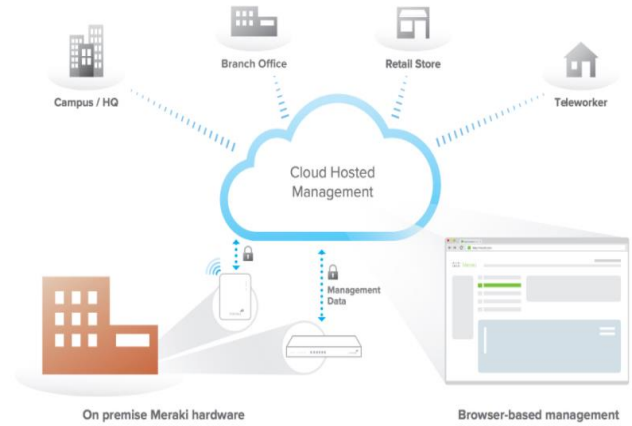 Branch Office
Retail Store
Campus / HQ
Teleworker
Cloud Hosted
Management
Management
Data
On premise Meraki hardware
Browser-based management